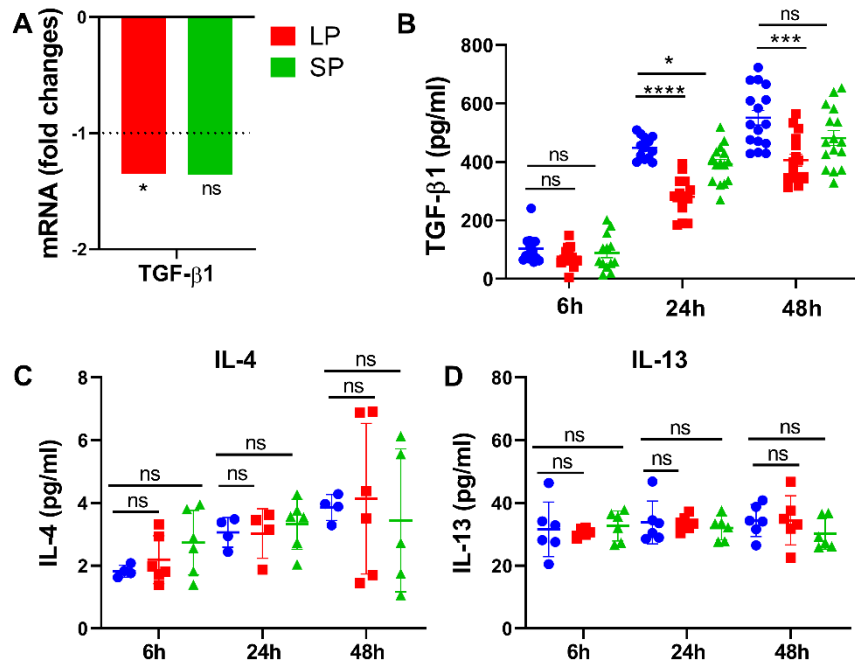 A
0
-1
-2
mRNA (fold changes)
*
ns
TGF-β1
LP
SP
B
TGF-β1 (pg/ml)
800
600
400
200
0
ns
ns
*
****
ns
***
6h
24h
48h
C
IL-4
IL-4 (pg/ml)
8
6
4
2
0
ns
ns
ns
ns
ns
ns
6h
24h
48h
D
IL-13
IL-13 (pg/ml)
80
60
40
20
0
ns
ns
ns
ns
ns
ns
6h
24h
48h